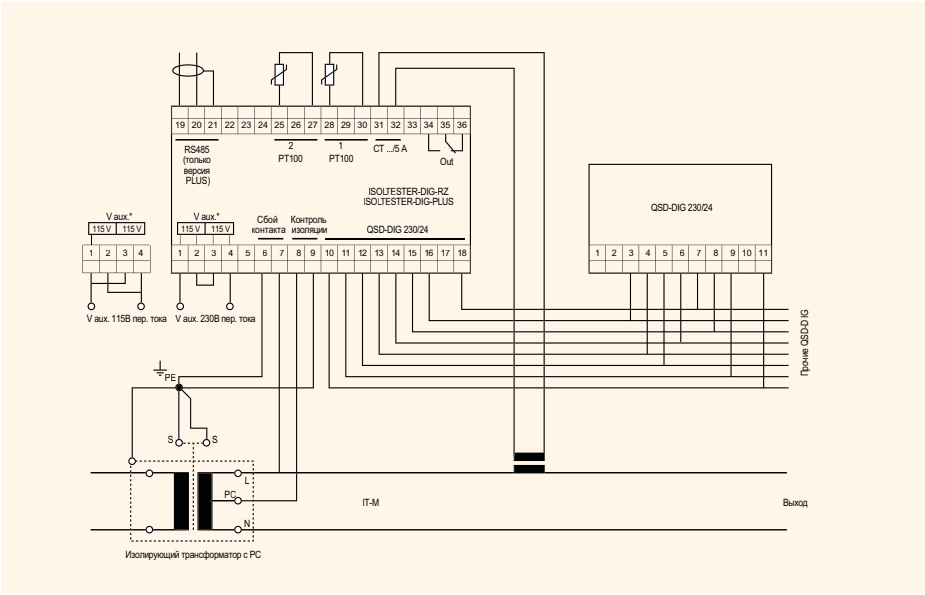 19 20 21 22 23 24 25 26 27 28 29 30 31 32 33 34 35 36
RS485
(только
версия
PLUS)
2
PT100
1
PT100
CT .../5 A
Out
ISOLTESTER-DIG-RZ
ISOLTESTER-DIG-PLUS
QSD-DIG 230/24
V aux.*
115 V 115 V
V aux.*
115 V 115 V
Сбой
контакта
Контроль
изоляции
QSD-DIG 230/24
1 2 3 4
1 2 3 4 5 6 7 8 9 10 11 12 13 14 15 16 17 18
1 2 3 4 5 6 7 8 9 10 11
V aux. 115В пер. тока
V aux. 230В пер. тока
Прочие QSD-D IG
PE
S
S
L
PC
N
IT-M
Выход
Изолирующий трансформатор с PC